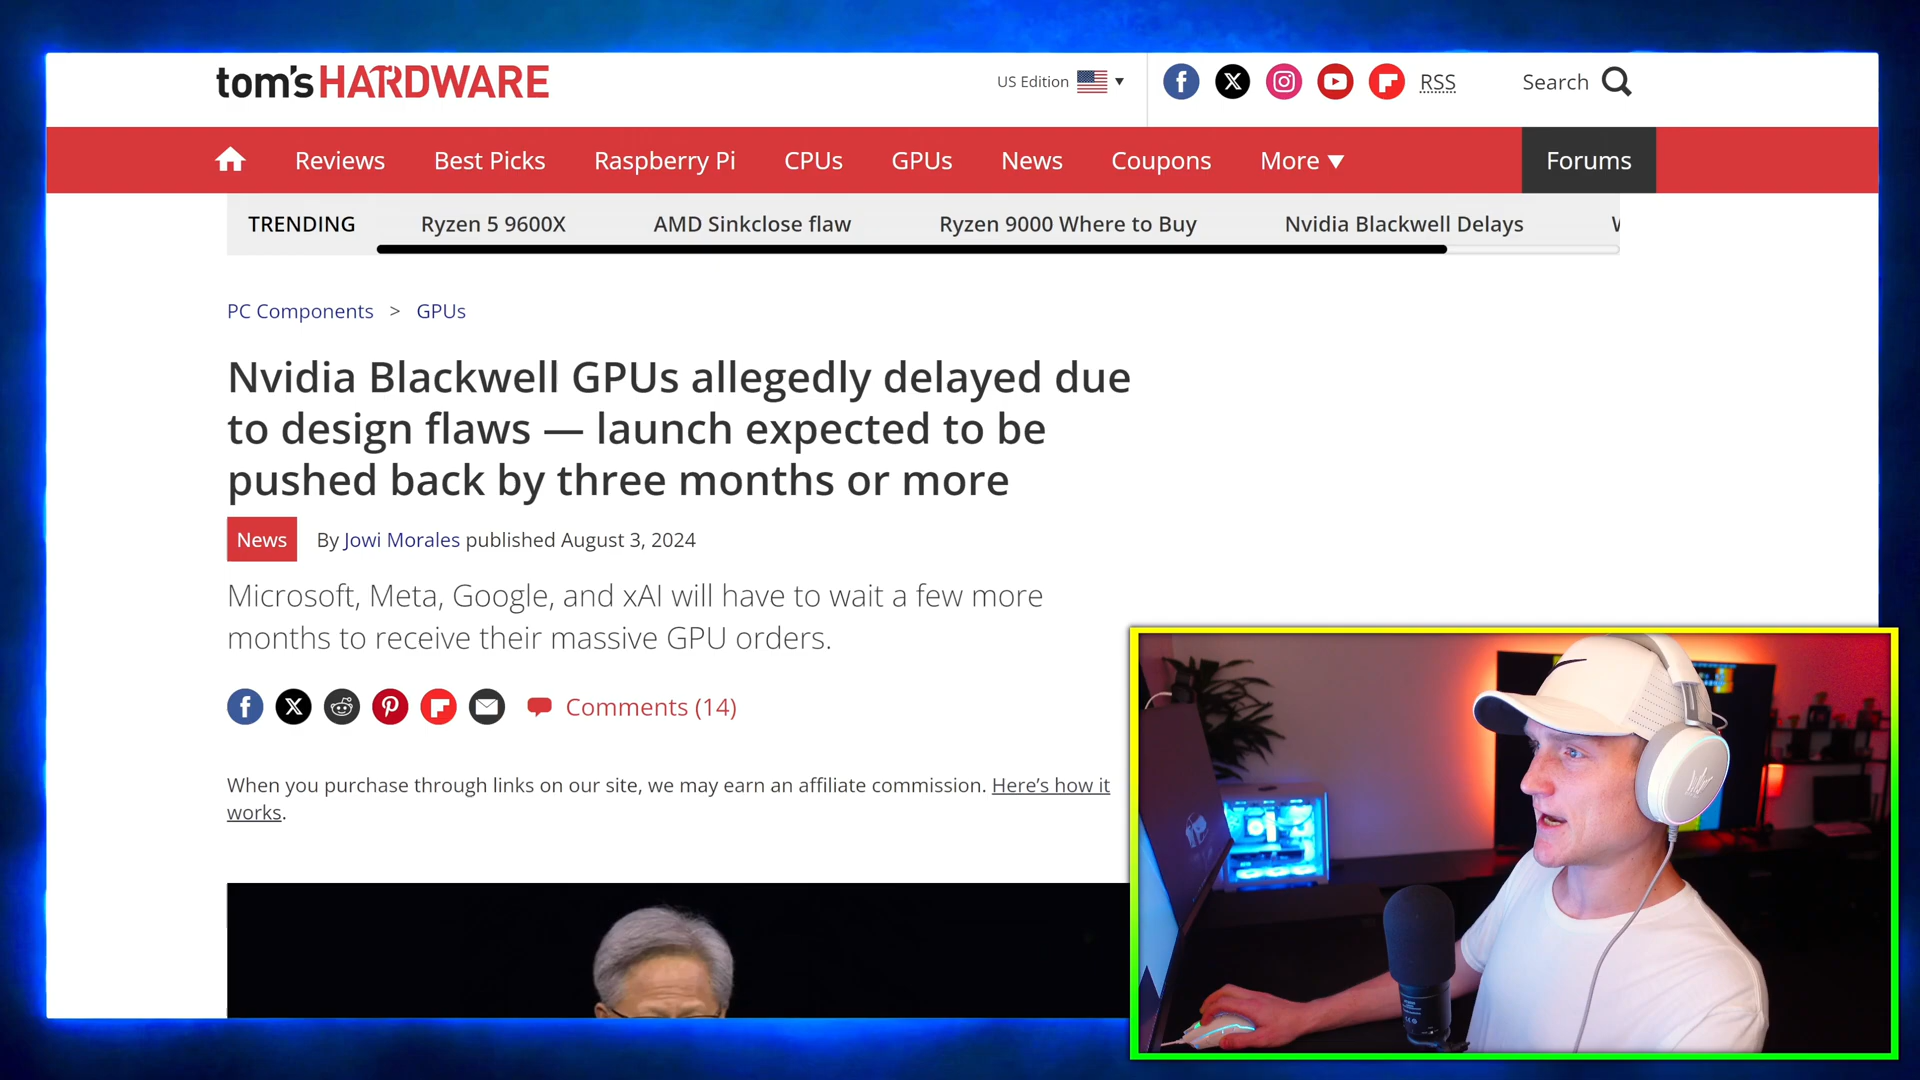 tom's HARDWARE
US Edition
RSS
Search
Reviews
Best Picks
Raspberry Pi
CPUs
GPUs
News
Coupons
More
Forums
TRENDING
Ryzen 5 9600X
AMD Sinkclose flaw
Ryzen 9000 Where to Buy
Nvidia Blackwell Delays
PC Components > GPUs
Nvidia Blackwell GPUs allegedly delayed due
to design flaws — launch expected to be
pushed back by three months or more
News
By Jowi Morales published August 3, 2024
Microsoft, Meta, Google, and xAI will have to wait a few more
months to receive their massive GPU orders.
Comments (14)
When you purchase through links on our site, we may earn an affiliate commission. Here's how it
works.